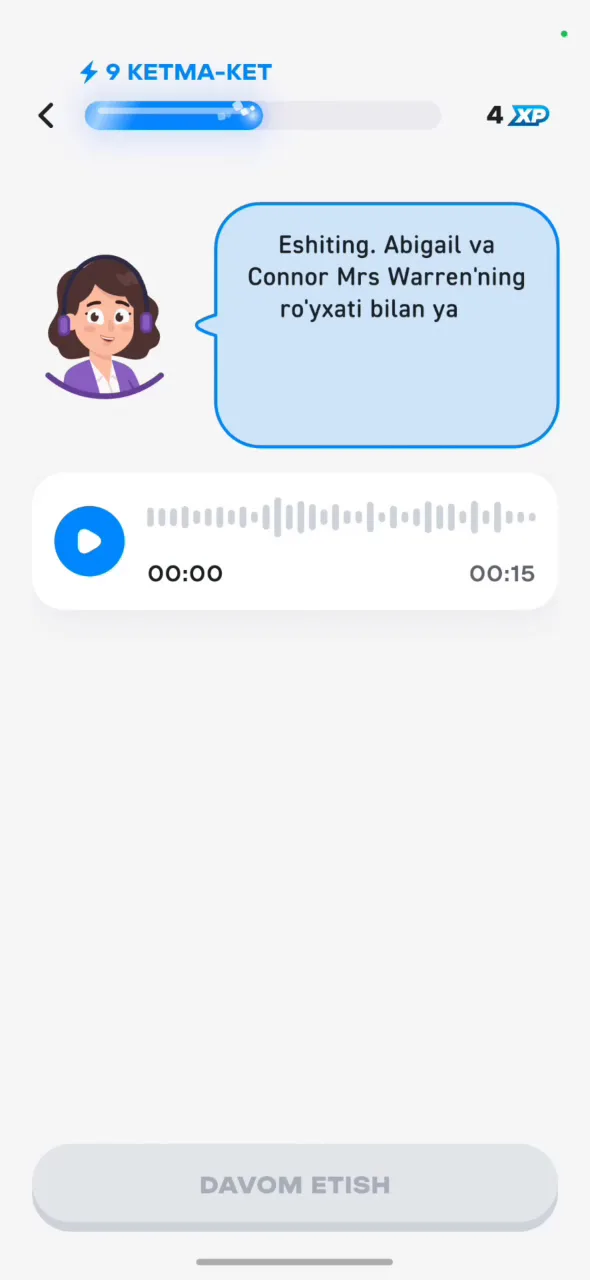 9 KETMA-KET
4 XP
Eshiting. Abigail va
Connor Mrs Warren'ning
ro'yxati bilan ya
00:00
00:15
DAVOM ETISH